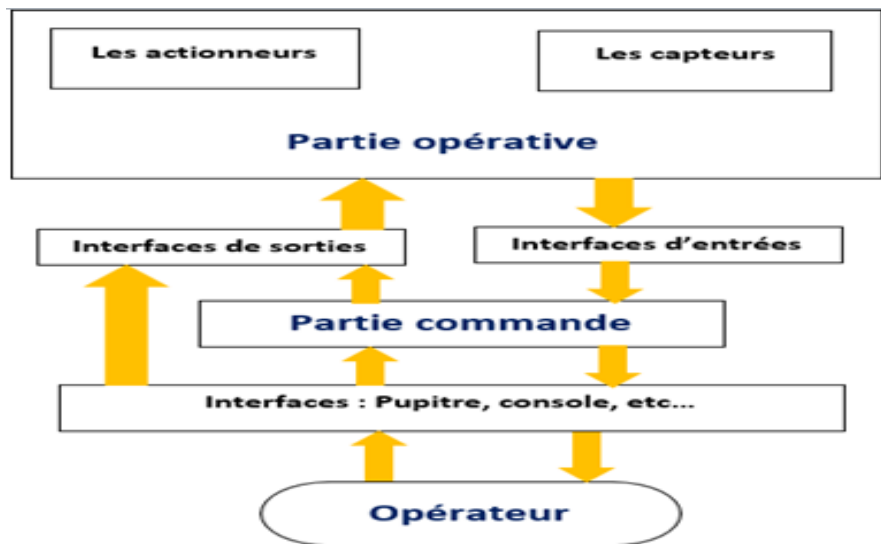 Les actionneurs
Les capteurs
Partie opérative
Interfaces de sorties
Interfaces d’entrées
Partie commande
Interfaces : Pupitre, console, etc...
Opérateur